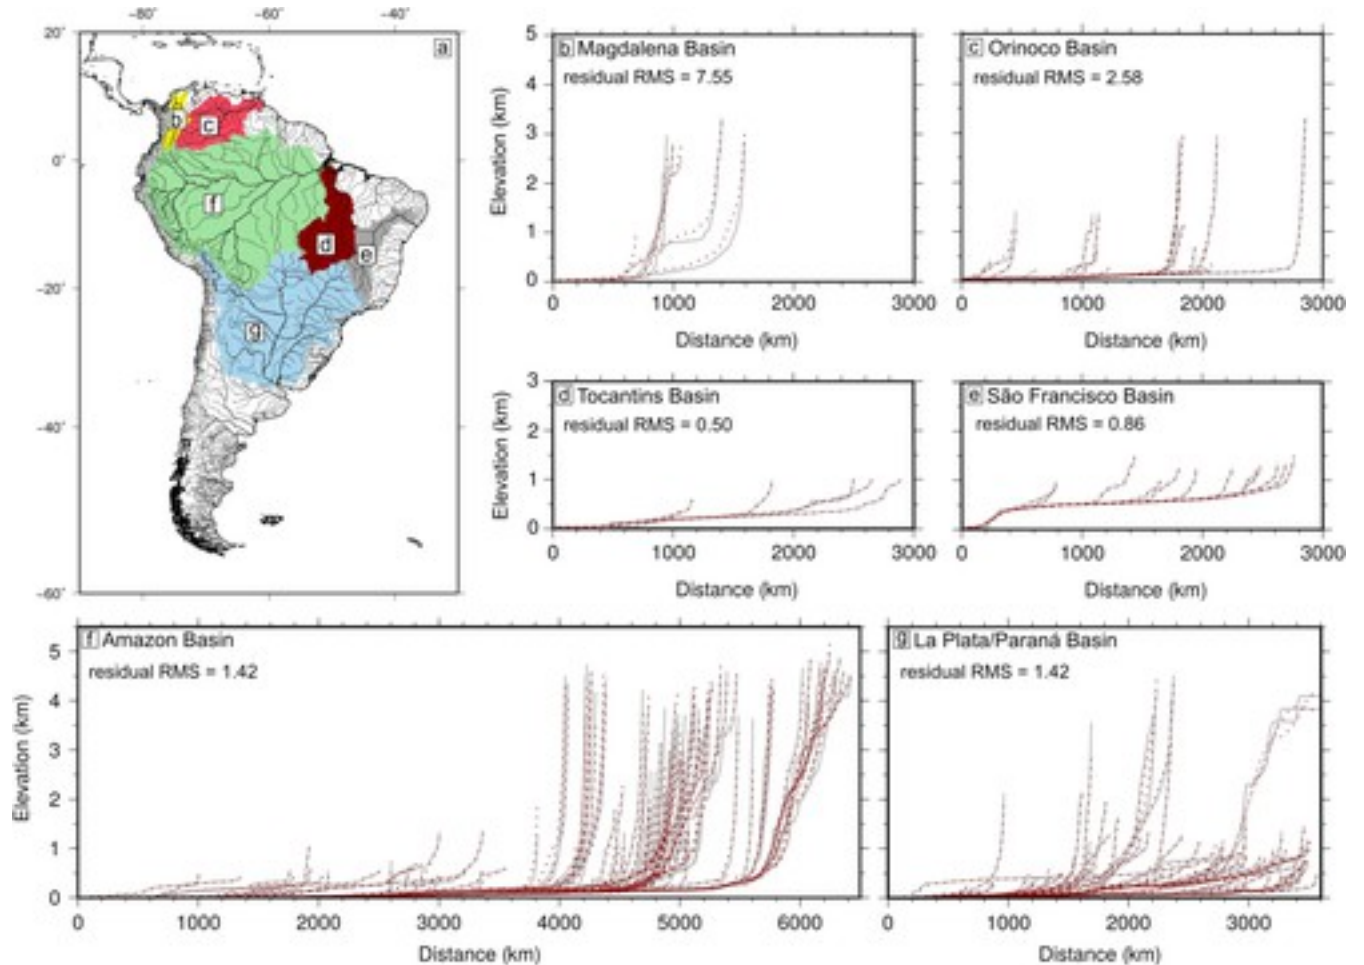 −80˚ −60˚ −40˚
20˚
0˚
−20˚
−40˚
−60˚
−80˚ −60˚ −40˚
a
b
c
d
e
f
g
b Magdalena Basin
residual RMS = 7.55
Elevation (km)
5
4
3
2
1
0
0 1000 2000 3000
Distance (km)
c Orinoco Basin
residual RMS = 2.58
0 1000 2000 3000
Distance (km)
d Tocantins Basin
residual RMS = 0.50
Elevation (km)
3
2
1
0
0 1000 2000 3000
Distance (km)
e São Francisco Basin
residual RMS = 0.86
0 1000 2000 3000
Distance (km)
f Amazon Basin
residual RMS = 1.42
Elevation (km)
5
4
3
2
1
0
0 1000 2000 3000 4000 5000 6000
Distance (km)
g La Plata/Paraná Basin
residual RMS = 1.42
0 1000 2000 3000
Distance (km)